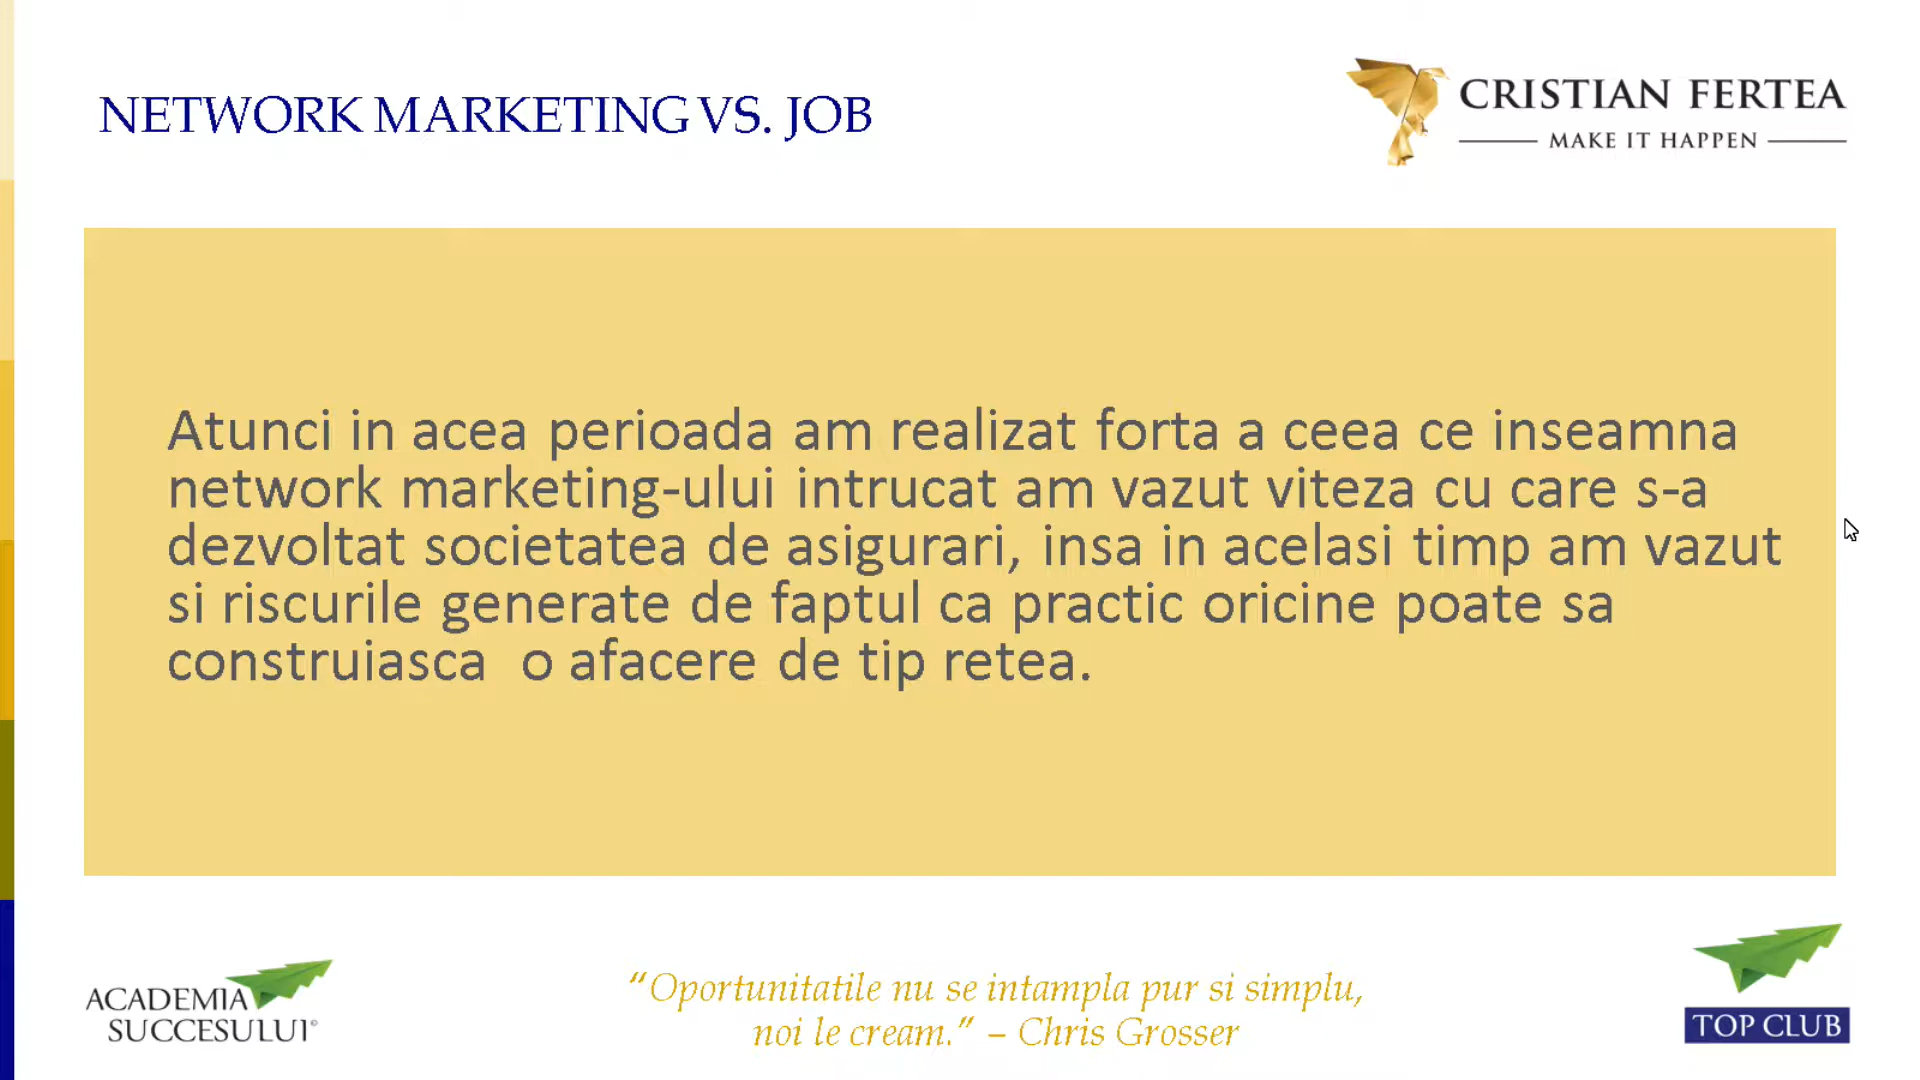 NETWORK MARKETING VS. JOB
CRISTIAN FERTEA
MAKE IT HAPPEN
Atunci in acea perioada am realizat forta a ceea ce inseamna
network marketing-ului intrucat am vazut viteza cu care s-a
dezvoltat societatea de asigurari, insa in acelasi timp am vazut
si riscurile generate de faptul ca practic oricine poate sa
construiasca  o afacere de tip retea.
ACADEMIA
SUCCESULUI©
“Oportunitatile nu se intampla pur si simplu,
noi le cream.” – Chris Grosser
TOP CLUB